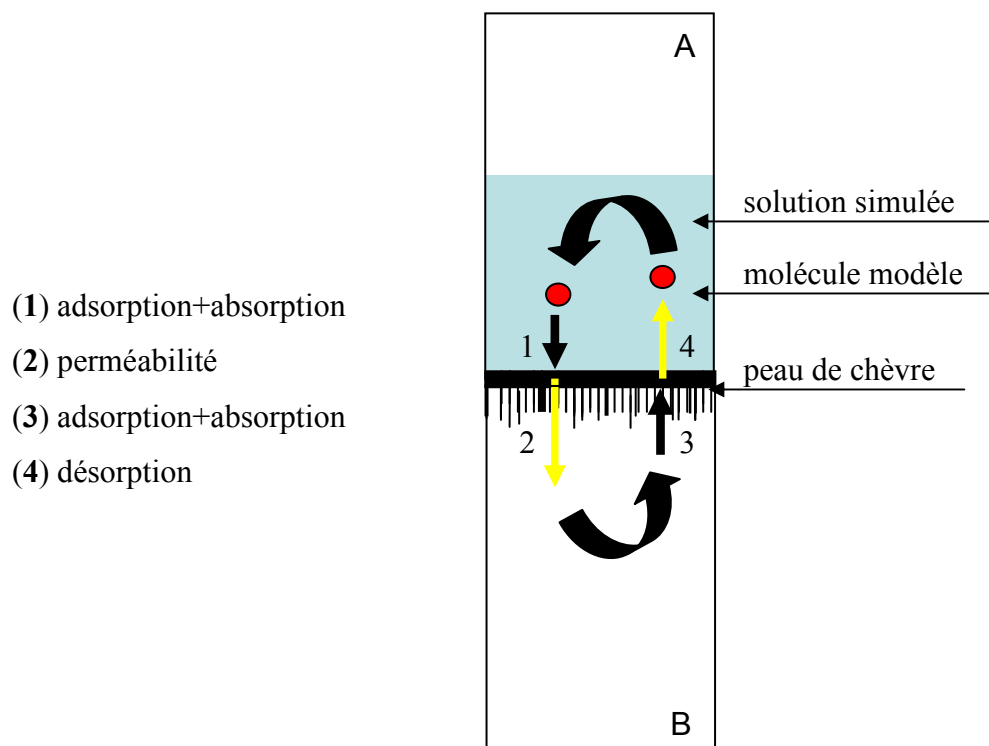 A
solution simulée
molécule modèle
(1) adsorption+absorption
1
4
(2) perméabilité
peau de chèvre
(3) adsorption+absorption
2
3
(4) désorption
B